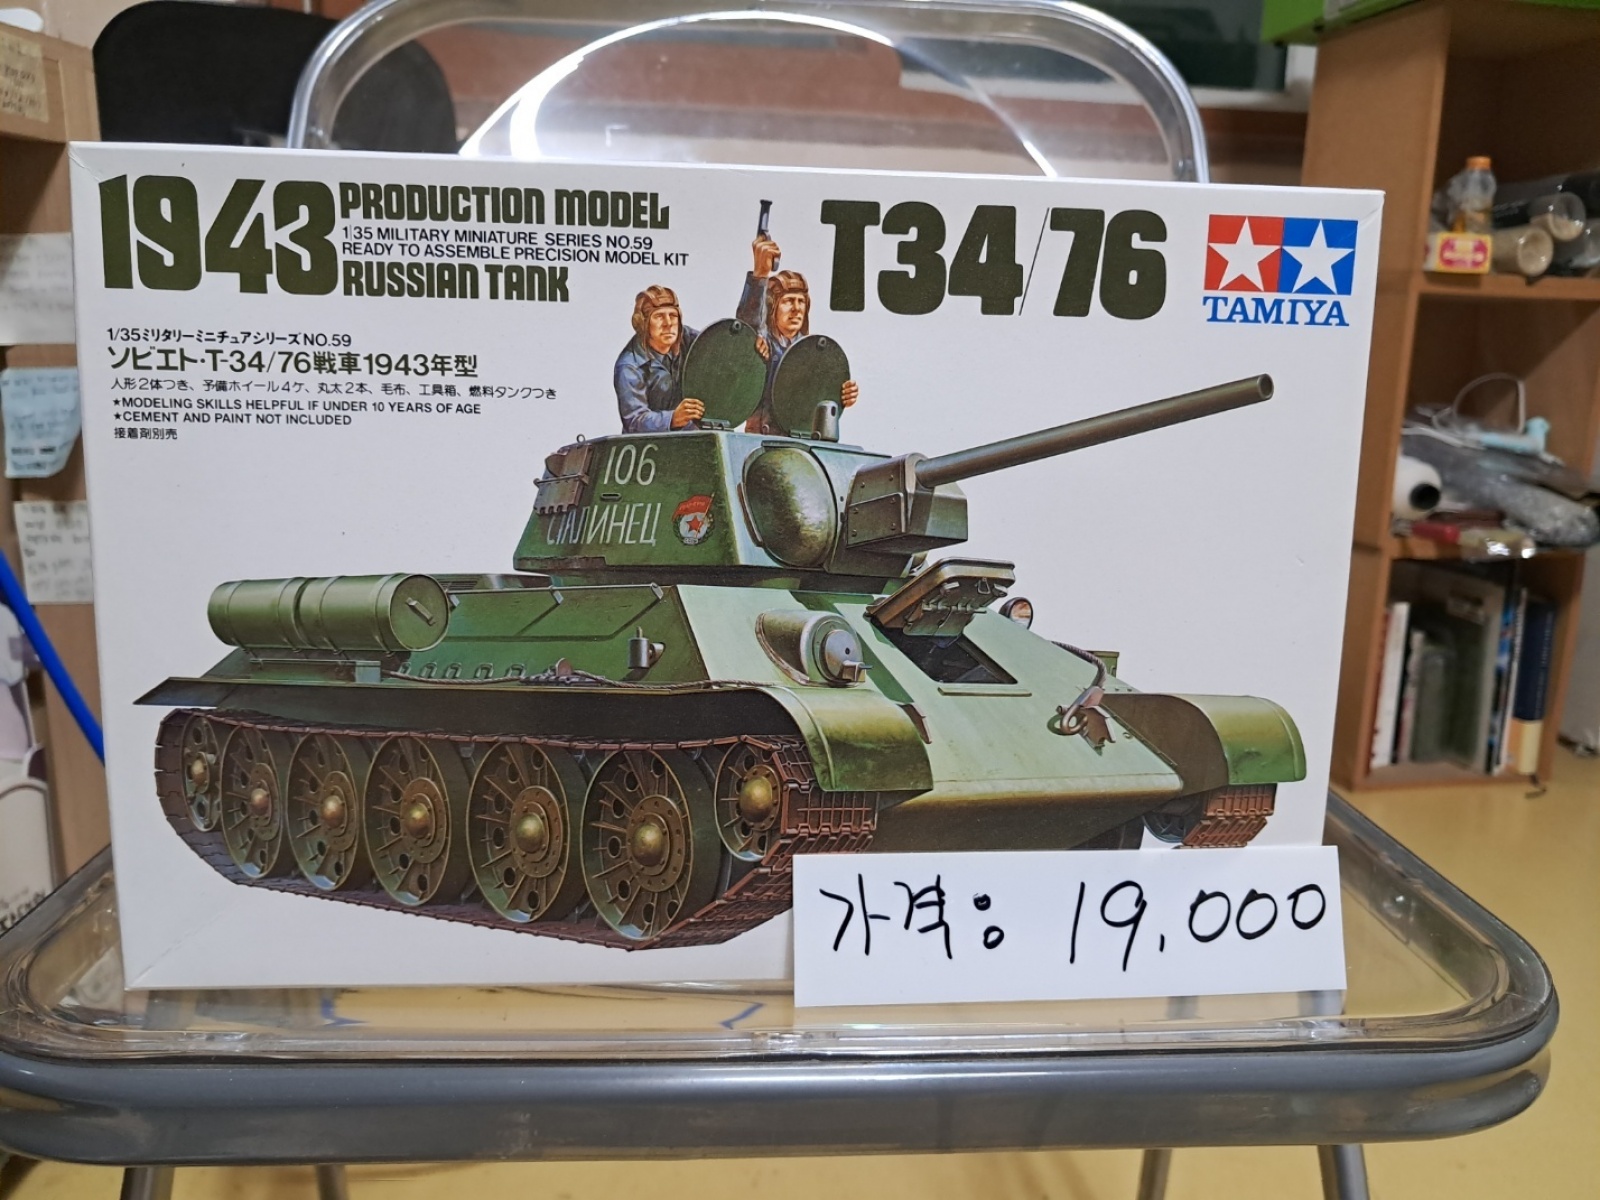 1943 PRODUCTION MODEL
1/35 MILITARY MINIATURE SERIES NO.59
READY TO ASSEMBLE PRECISION MODEL KIT
RUSSIAN TANK
T34/76
TAMIYA
1/35ミリタリーミニチュアシリーズNO.59
ソビエト・T-34/76戦車1943年型
人形2体つき、予備ホイール4ケ、丸太2本、毛布、工具箱、燃料タンクつき
★MODELING SKILLS HELPFUL IF UNDER 10 YEARS OF AGE
★CEMENT AND PAINT NOT INCLUDED
接着剤別売
106
СТАЛИНЕЦ
가격: 19,000